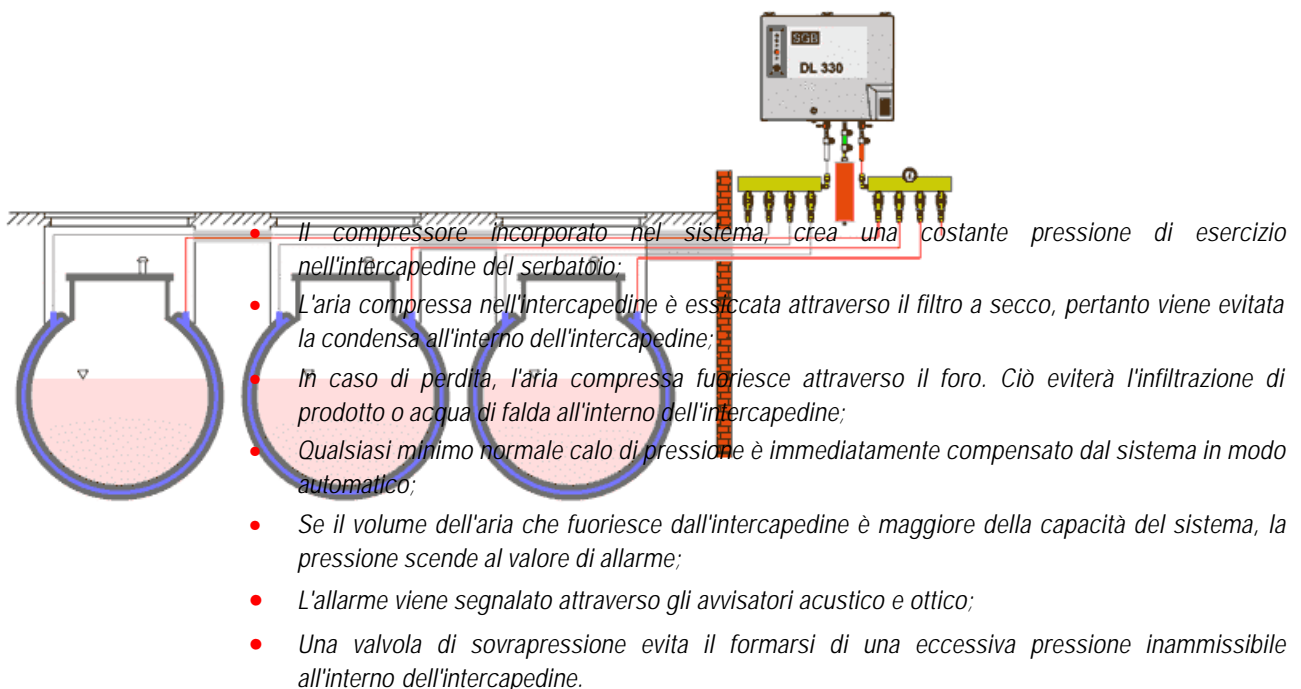 SGB
DL 330
Il compressore incorporato nel sistema, crea una costante pressione di esercizio
nell'intercapedine del serbatoio;
L'aria compressa nell'intercapedine è essiccata attraverso il filtro a secco, pertanto viene evitata
la condensa all'interno dell'intercapedine;
In caso di perdita, l'aria compressa fuoriesce attraverso il foro. Ciò eviterà l'infiltrazione di
prodotto o acqua di falda all'interno dell'intercapedine;
Qualsiasi minimo normale calo di pressione è immediatamente compensato dal sistema in modo
automatico;
Se il volume dell'aria che fuoriesce dall'intercapedine è maggiore della capacità del sistema, la
pressione scende al valore di allarme;
L'allarme viene segnalato attraverso gli avvisatori acustico e ottico;
Una valvola di sovrapressione evita il formarsi di una eccessiva pressione inammissibile
all'interno dell'intercapedine.